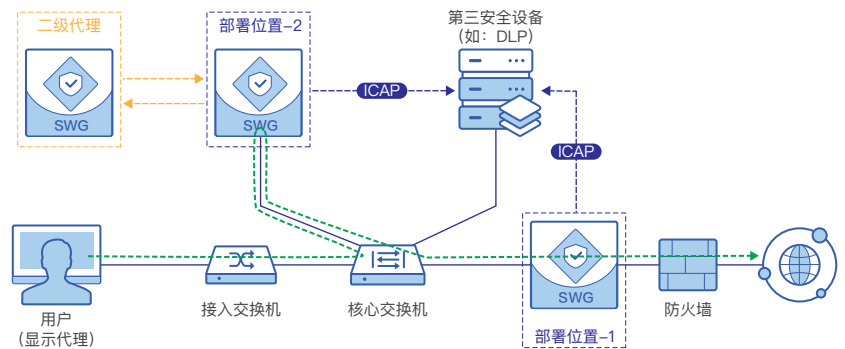 二级代理
部署位置-2
第三安全设备
(如：DLP)
SWG
SWG
ICAP
ICAP
SWG
用户
(显示代理)
接入交换机
核心交换机
部署位置-1
防火墙